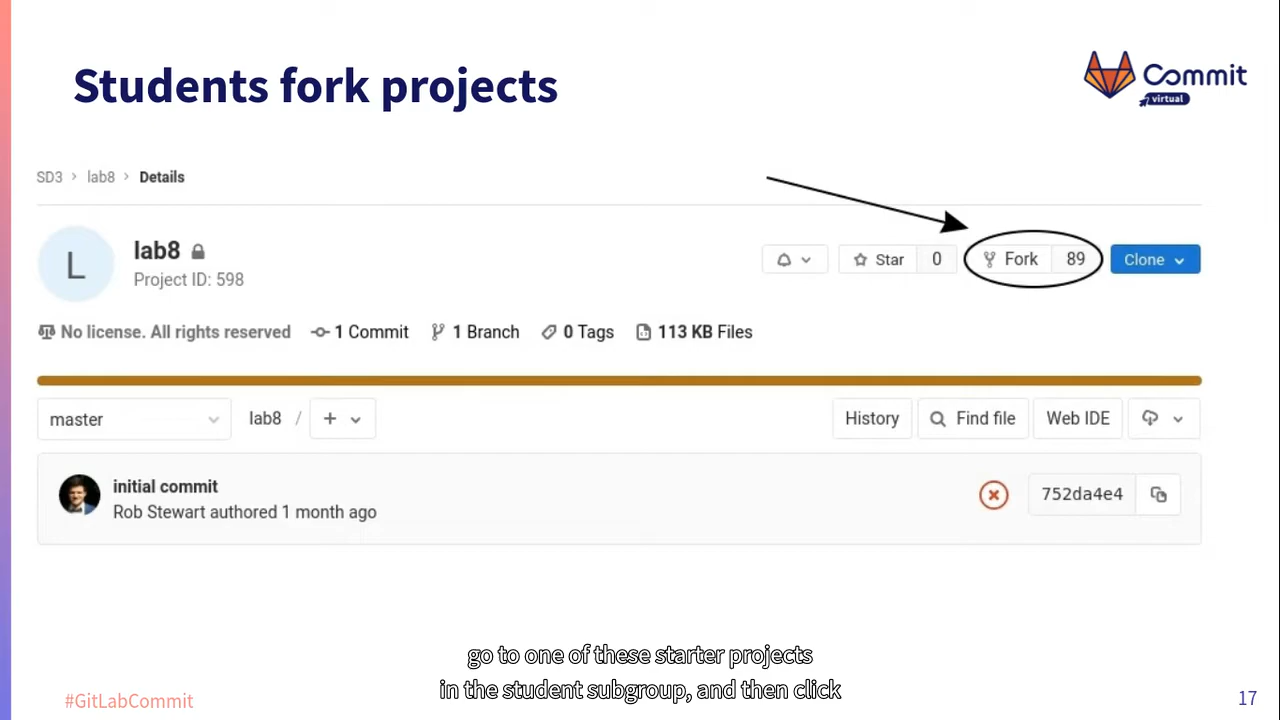 Students fork projects
Commit
virtual
SD3 > lab8 > Details
L
lab8
Project ID: 598
Star 0
Fork 89
Clone
No license. All rights reserved 1 Commit 1 Branch 0 Tags 113 KB Files
master
lab8 / +
History Find file Web IDE
initial commit
Rob Stewart authored 1 month ago
752da4e4
go to one of these starter projects
in the student subgroup, and then click
#GitLabCommit
17